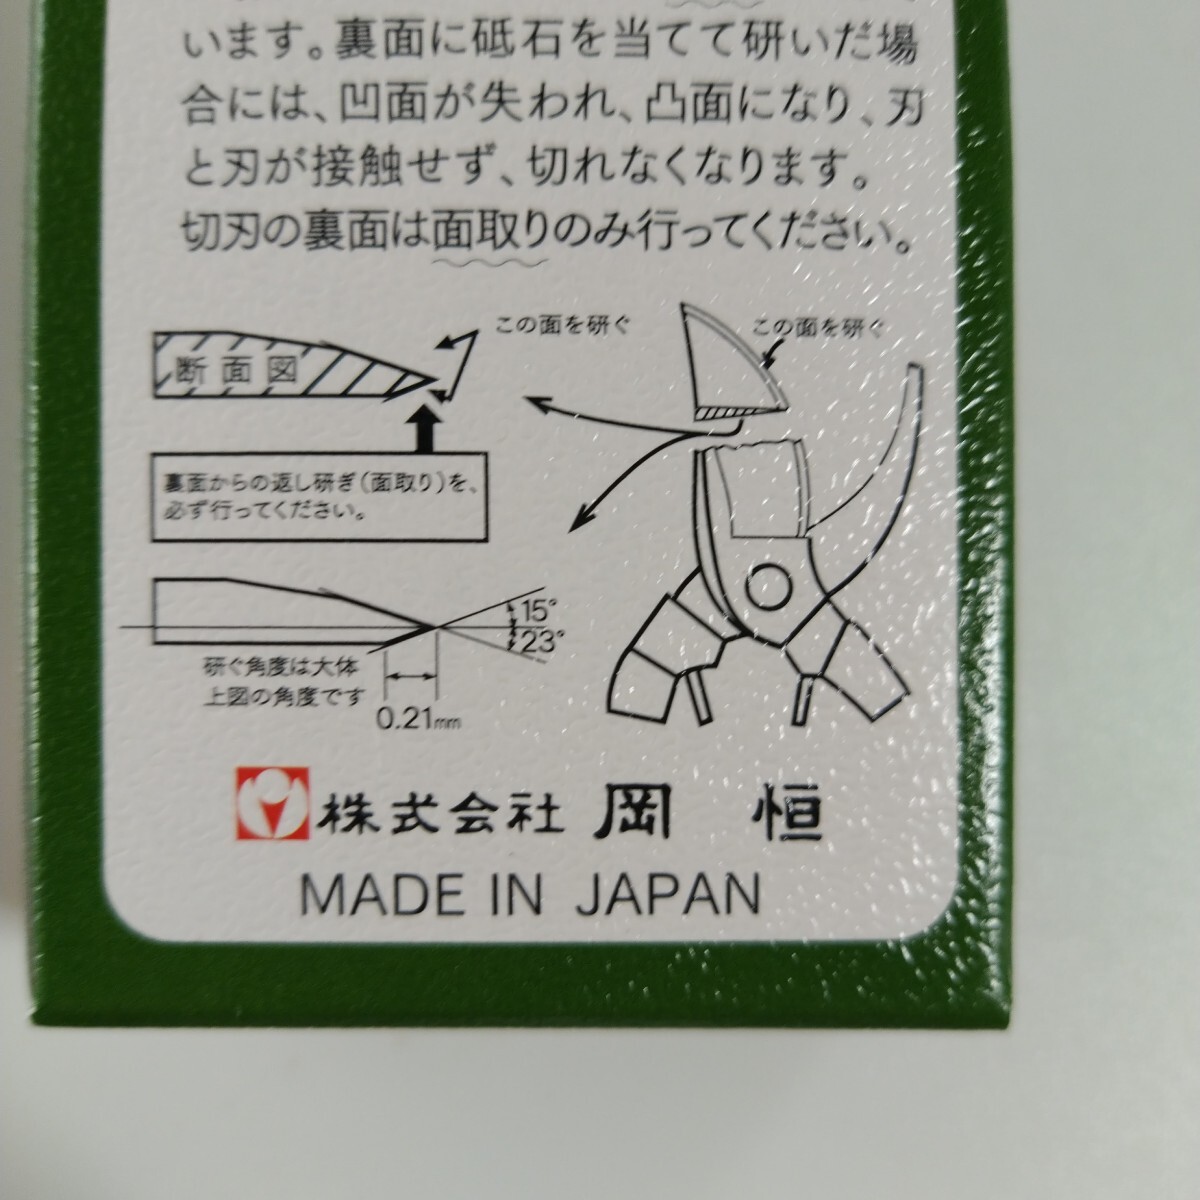 います。裏面に砥石を当てて研いだ場
合には、凹面が失われ、凸面になり、刃
と刃が接触せず、切れなくなります。
切刃の裏面は面取りのみ行ってください。
この面を研ぐ
この面を研ぐ
断面図
裏面からの返し研ぎ(面取り)を、
必ず行ってください。
15°
23°
研ぐ角度は大体
上図の角度です
0.21mm
株式会社 岡 恒
MADE IN JAPAN